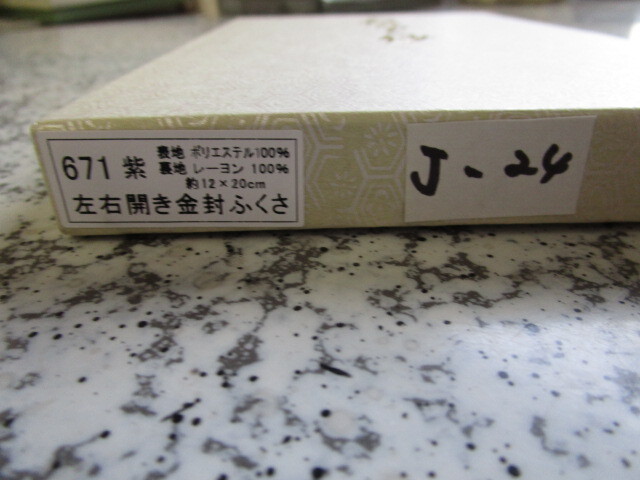 671 紫
表地 ポリエステル100%
裏地 レーヨン 100%
約12×20cm
左右開き金封ふくさ
J-24